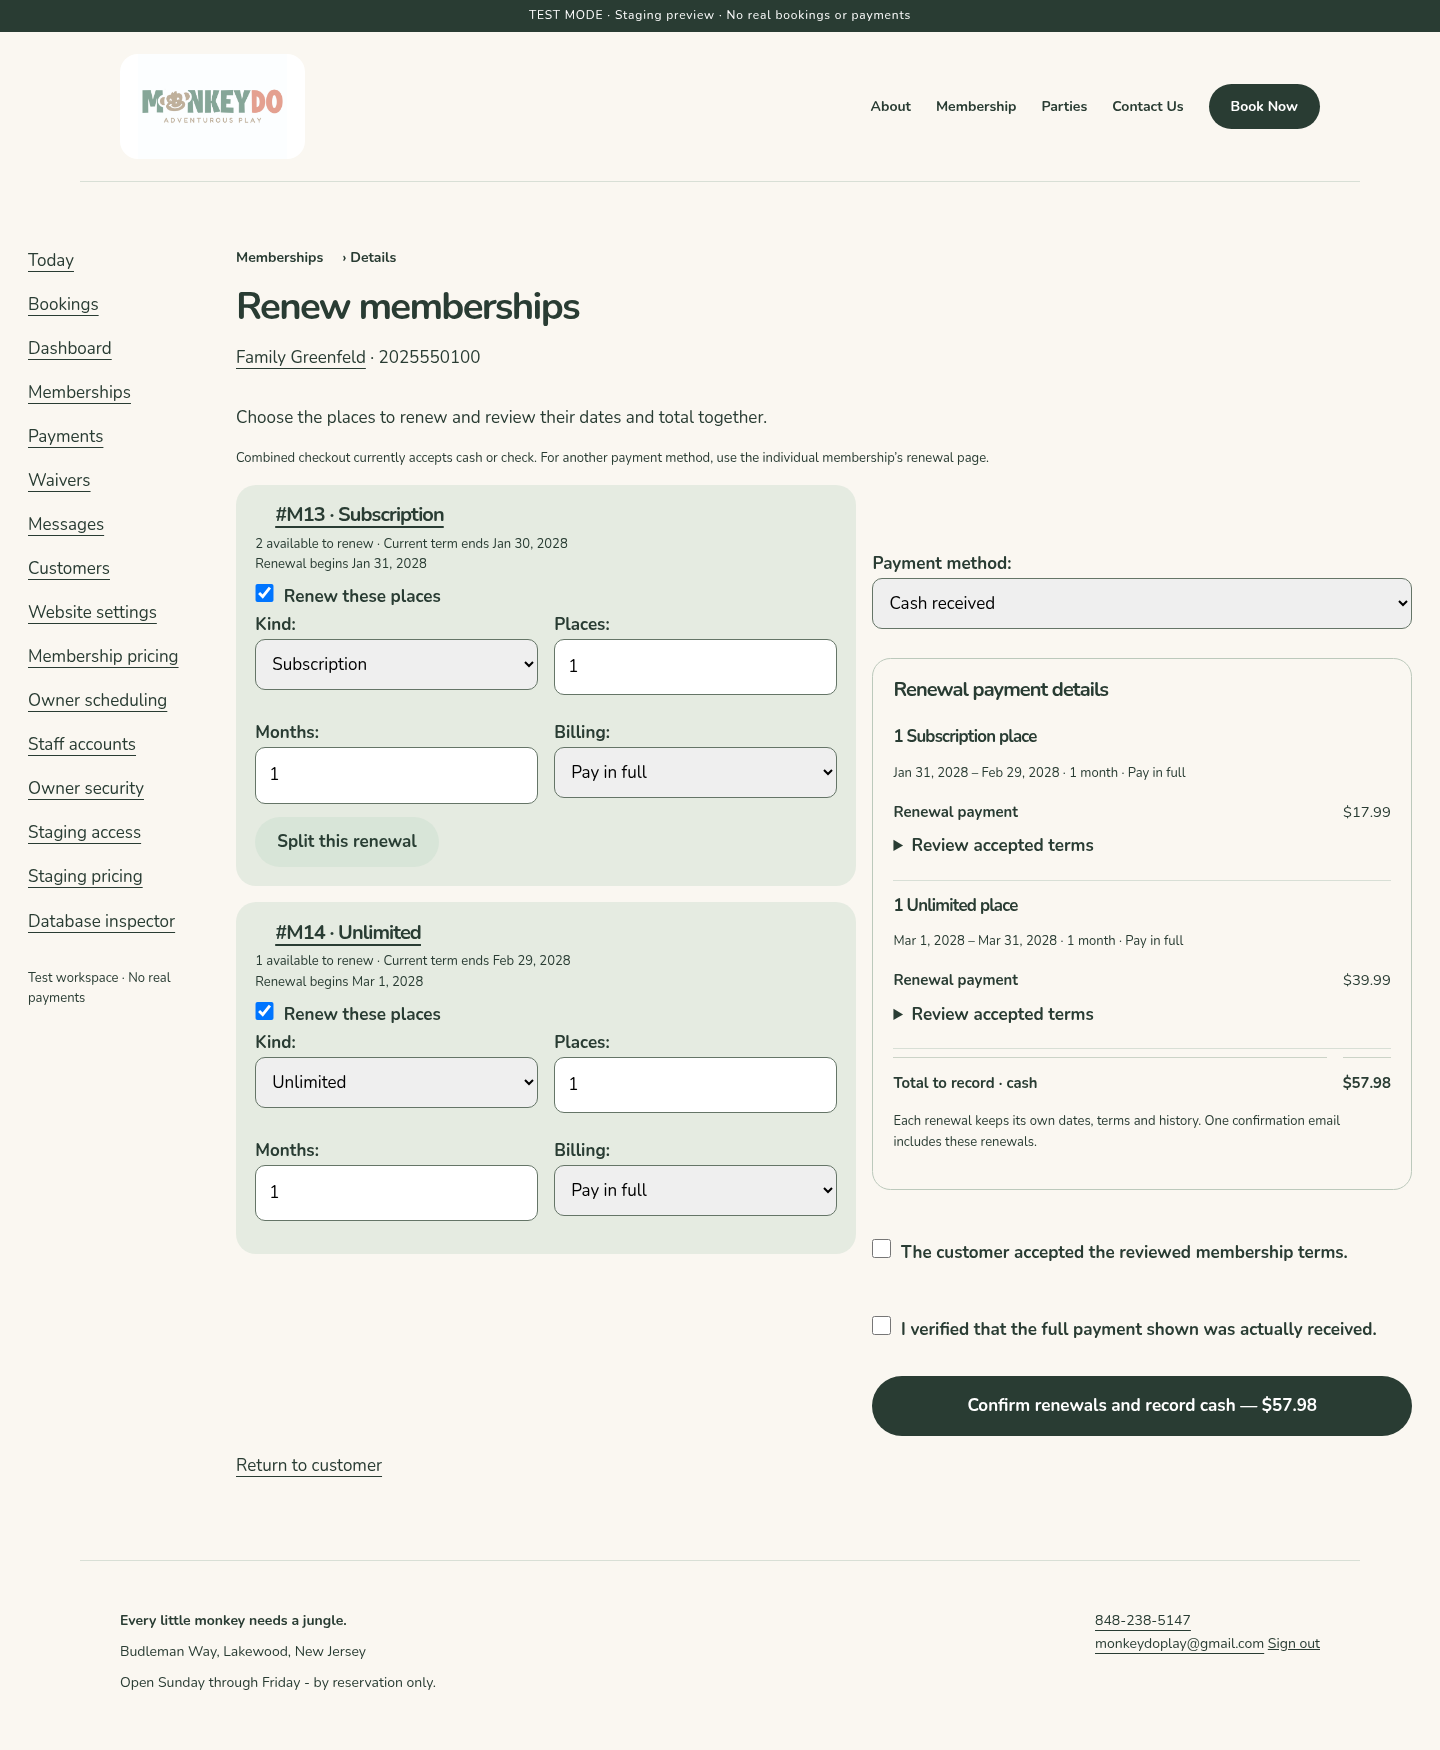 TEST MODE · Staging preview · No real bookings or payments
MONKEYDO
ADVENTUROUS PLAY
About
Membership
Parties
Contact Us
Book Now
Today
Bookings
Dashboard
Memberships
Payments
Waivers
Messages
Customers
Website settings
Membership pricing
Owner scheduling
Staff accounts
Owner security
Staging access
Staging pricing
Database inspector
Test workspace · No real
payments
Memberships › Details
Renew memberships
Family Greenfeld · 2025550100
Choose the places to renew and review their dates and total together.
Combined checkout currently accepts cash or check. For another payment method, use the individual membership’s renewal page.
#M13 · Subscription
2 available to renew · Current term ends Jan 30, 2028
Renewal begins Jan 31, 2028
Renew these places
Kind:
Places:
Subscription
1
Months:
Billing:
1
Pay in full
Split this renewal
#M14 · Unlimited
1 available to renew · Current term ends Feb 29, 2028
Renewal begins Mar 1, 2028
Renew these places
Kind:
Places:
Unlimited
1
Months:
Billing:
1
Pay in full
Payment method:
Cash received
Renewal payment details
1 Subscription place
Jan 31, 2028 – Feb 29, 2028 · 1 month · Pay in full
Renewal payment $17.99
Review accepted terms
1 Unlimited place
Mar 1, 2028 – Mar 31, 2028 · 1 month · Pay in full
Renewal payment $39.99
Review accepted terms
Total to record · cash $57.98
Each renewal keeps its own dates, terms and history. One confirmation email
includes these renewals.
The customer accepted the reviewed membership terms.
I verified that the full payment shown was actually received.
Confirm renewals and record cash — $57.98
Return to customer
Every little monkey needs a jungle.
Budleman Way, Lakewood, New Jersey
Open Sunday through Friday - by reservation only.
848-238-5147
monkeydoplay@gmail.com Sign out